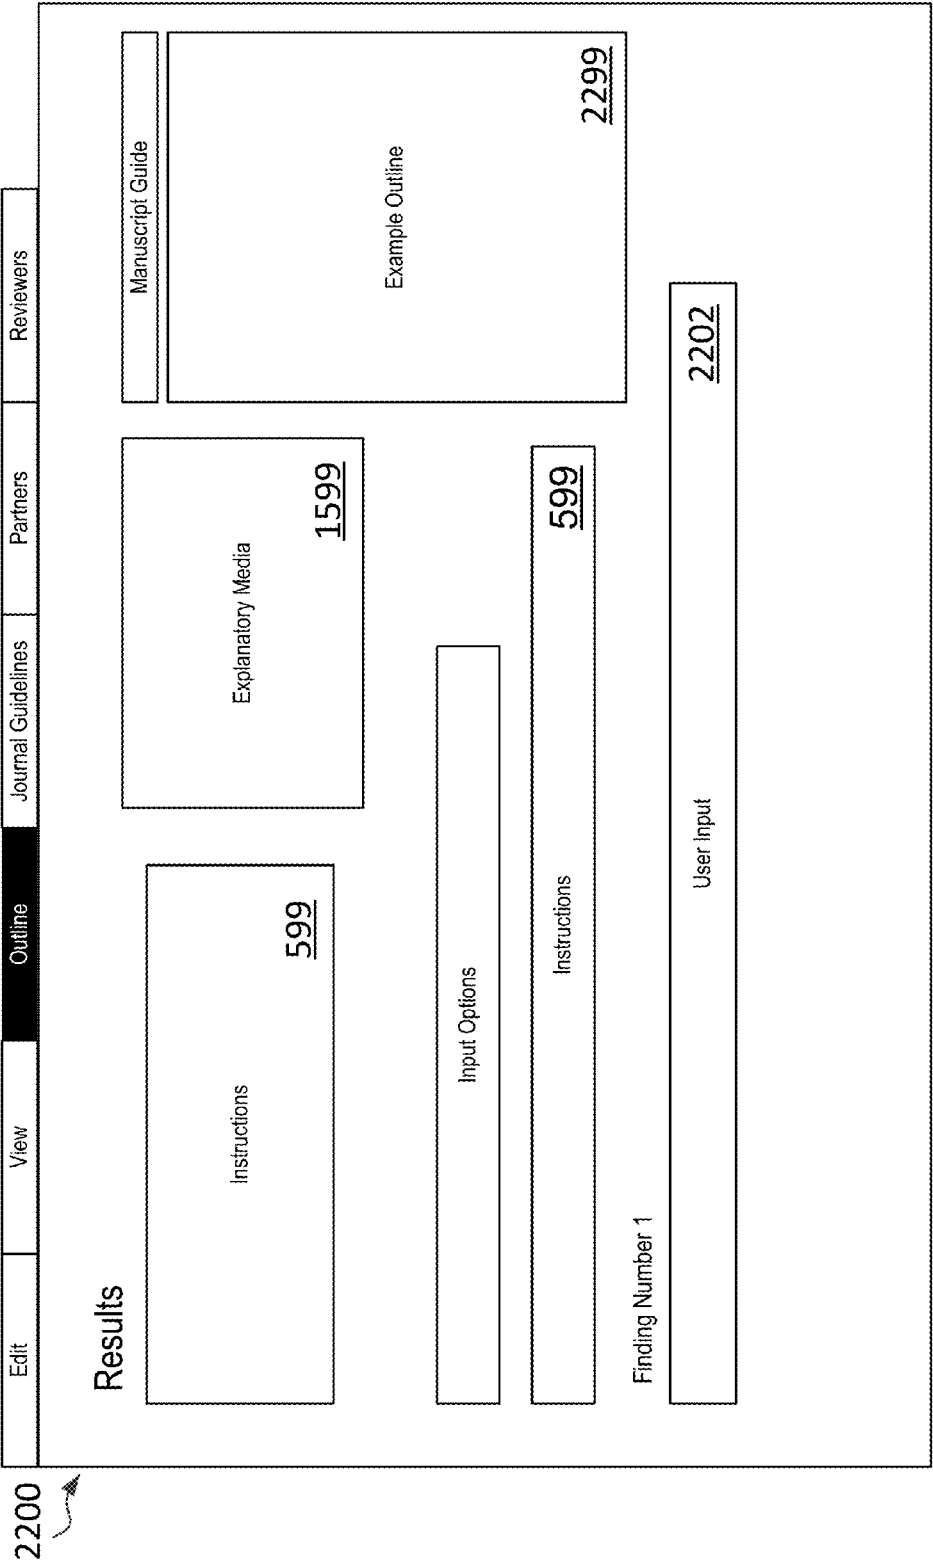 2200
Edit
View
Outline
Journal Guidelines
Partners
Reviewers
Results
Instructions
599
Explanatory Media
1599
Manuscript Guide
Example Outline
2299
Input Options
Instructions
599
Finding Number 1
User Input
2202